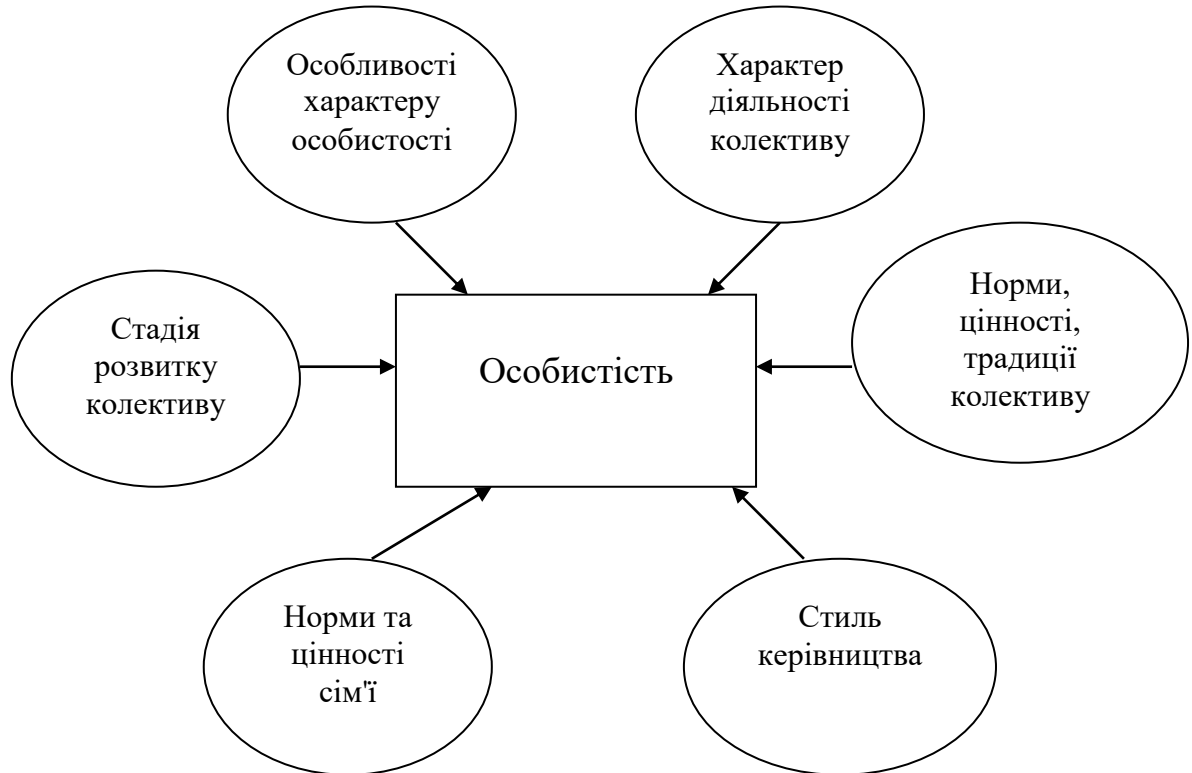 Особливості
характеру
особистості
Характер
діяльності
колективу
Стадія
розвитку
колективу
Особистість
Норми,
цінності,
традиції
колективу
Норми та
цінності
сім'ї
Стиль
керівництва